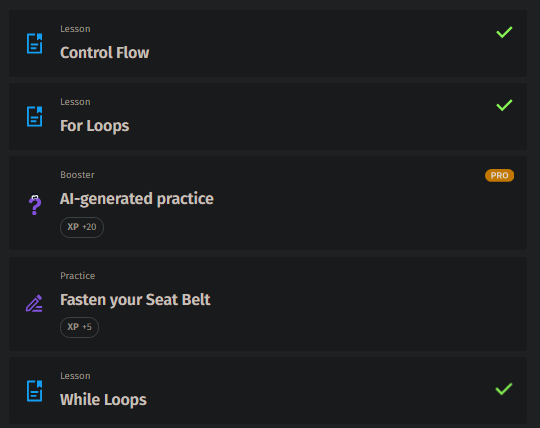 Lesson
Control Flow
Lesson
For Loops
Booster
PRO
AI-generated practice
XP +20
Practice
Fasten your Seat Belt
XP +5
Lesson
While Loops